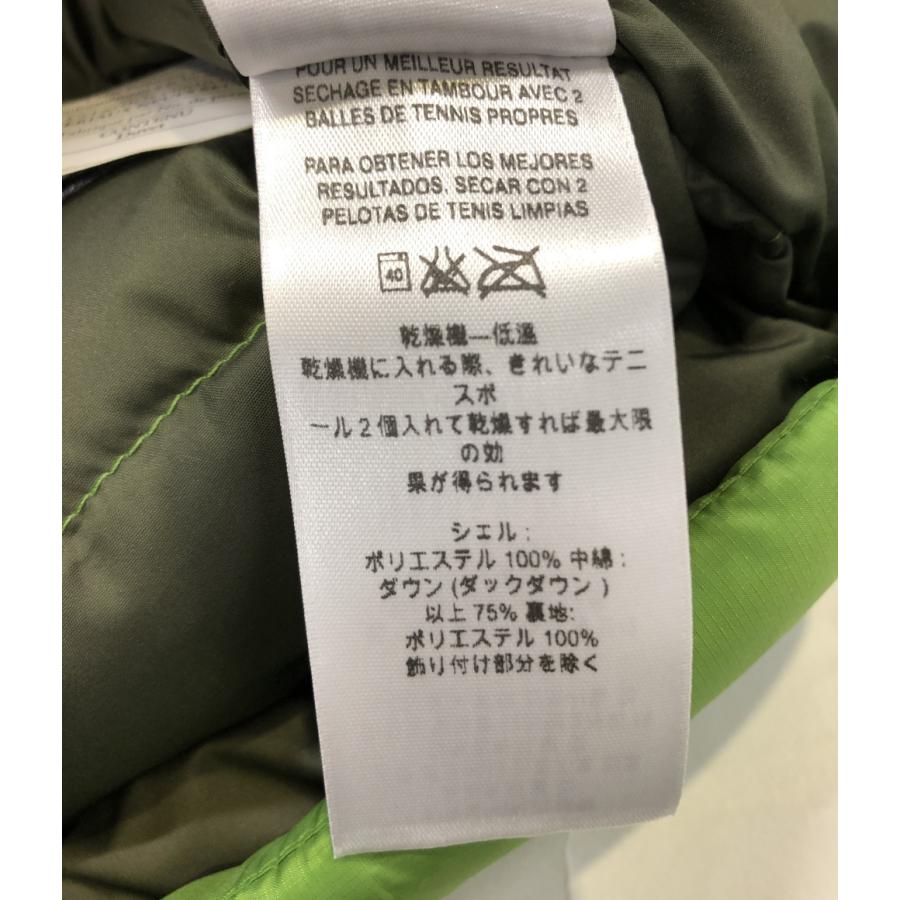 POUR UN MEILLEUR RESULTAT
SECHAGE EN TAMBOUR AVEC 2
BALLES DE TENNIS PROPRES
PARA OBTENER LOS MEJORES
RESULTADOS. SECAR CON 2
PELOTAS DE TENIS LIMPIAS
40
乾燥機—低温
乾燥機に入れる際、きれいなテニ
スボ
ール2個入れて乾燥すれば最大限
の効
果が得られます
シェル:
ポリエステル 100% 中綿:
ダウン(ダックダウン)
以上 75% 裏地:
ポリエステル 100%
飾り付け部分を除く